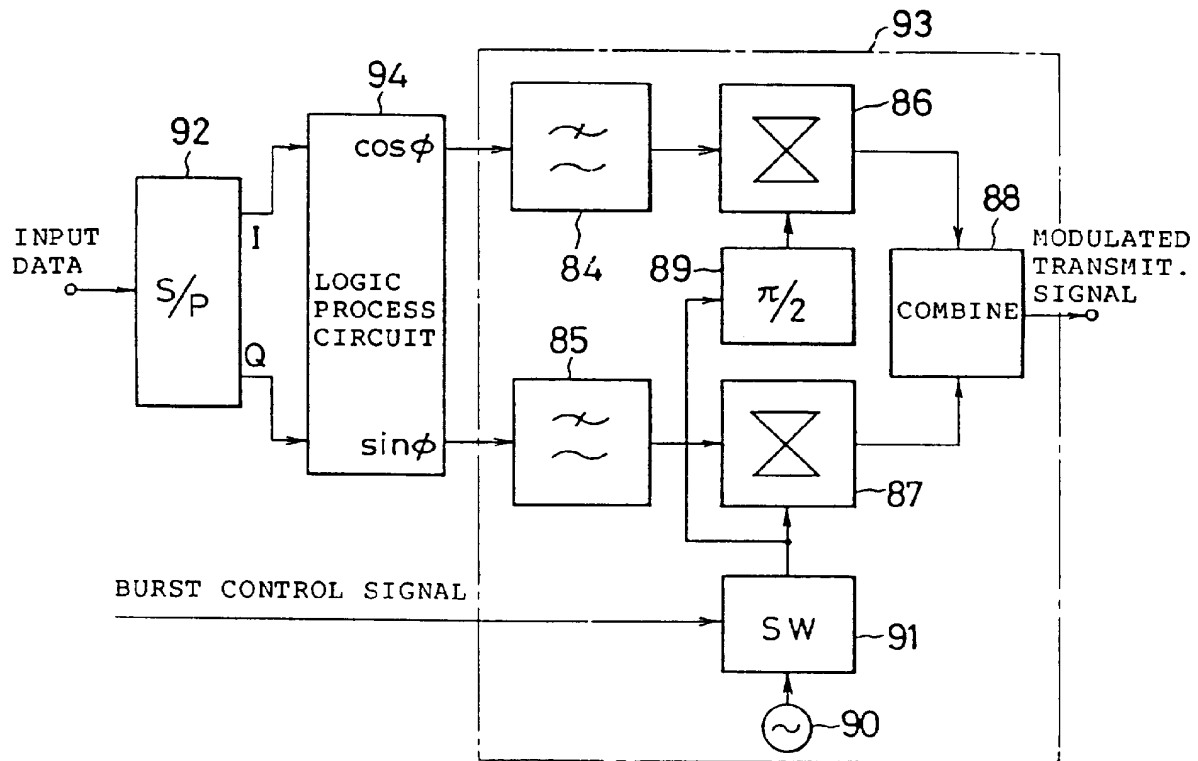 93
94
86
92
cosϕ
88
I
INPUT
DATA
84
89
MODULATED
TRANSMIT.
SIGNAL
S/P
LOGIC
PROCESS
CIRCUIT
π/2
COMBINE
85
Q
sinϕ
87
BURST CONTROL SIGNAL
SW
91
90